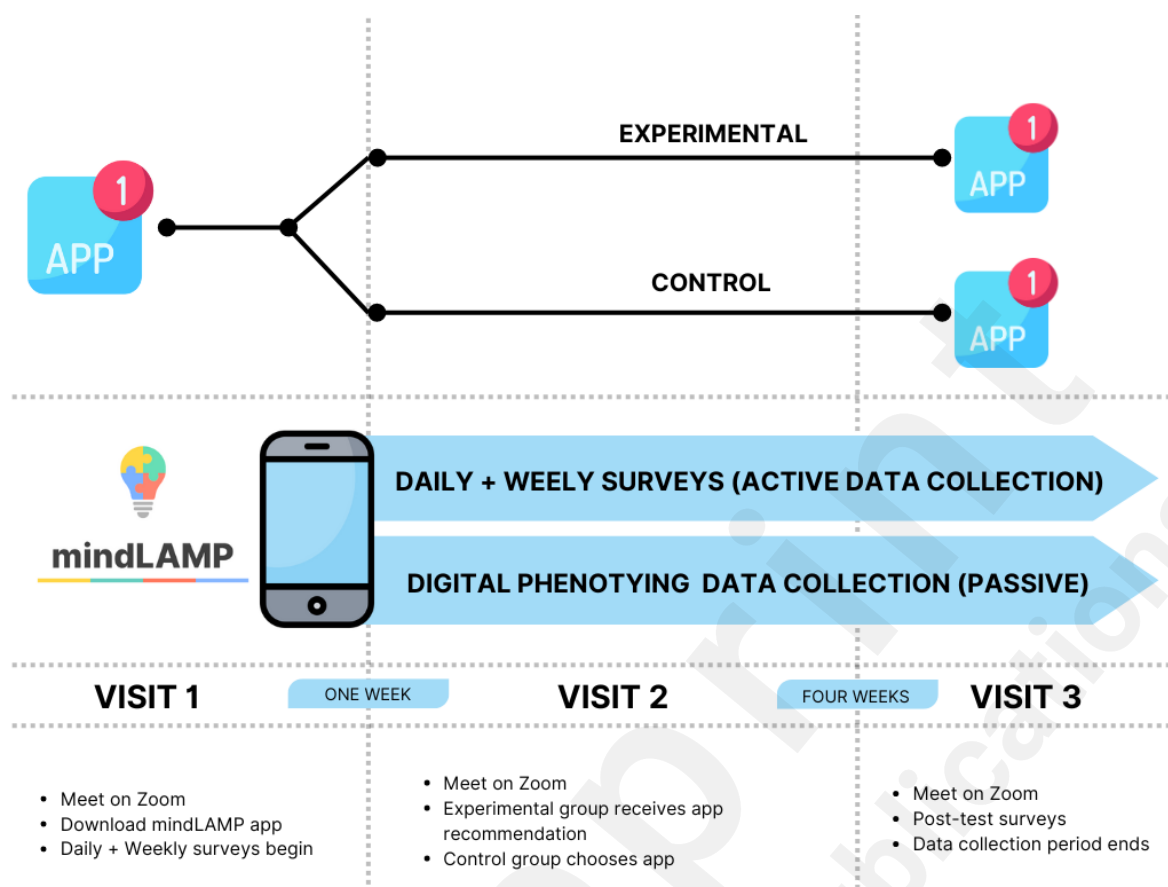 EXPERIMENTAL
1
APP
1
APP
CONTROL
1
APP
DAILY + WEELY SURVEYS (ACTIVE DATA COLLECTION)
mindLAMP
DIGITAL PHENOTYING DATA COLLECTION (PASSIVE)
VISIT 1
ONE WEEK
VISIT 2
FOUR WEEKS
VISIT 3
• Meet on Zoom
• Download mindLAMP app
• Daily + Weekly surveys begin
• Meet on Zoom
• Experimental group receives app
recommendation
• Control group chooses app
• Meet on Zoom
• Post-test surveys
• Data collection period ends